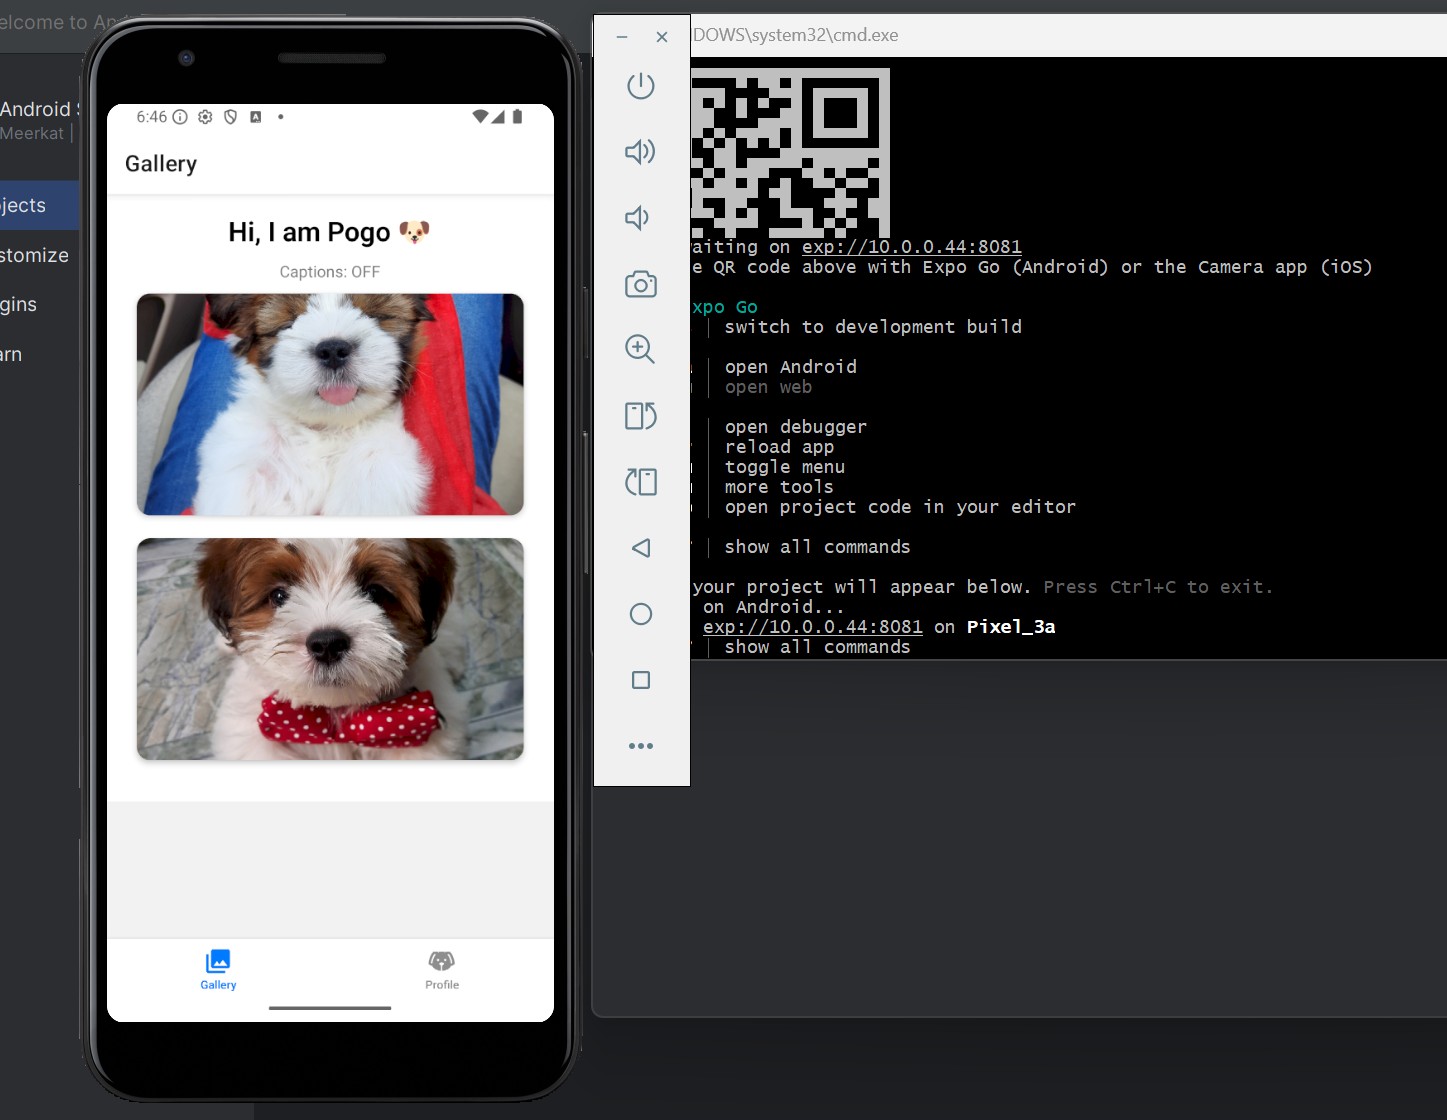 elcome to An
Android S
Meerkat |
jects
stomize
gins
arn
6:46
Gallery
Hi, I am Pogo 🐶
Captions: OFF
Gallery
Profile
DOWS\system32\cmd.exe
aiting on exp://10.0.0.44:8081
e QR code above with Expo Go (Android) or the Camera app (iOS)
xpo Go
│ switch to development build
│ open Android
│ open web
│ open debugger
│ reload app
│ toggle menu
│ more tools
│ open project code in your editor
│ show all commands
your project will appear below. Press Ctrl+C to exit.
on Android...
exp://10.0.0.44:8081 on Pixel_3a
│ show all commands